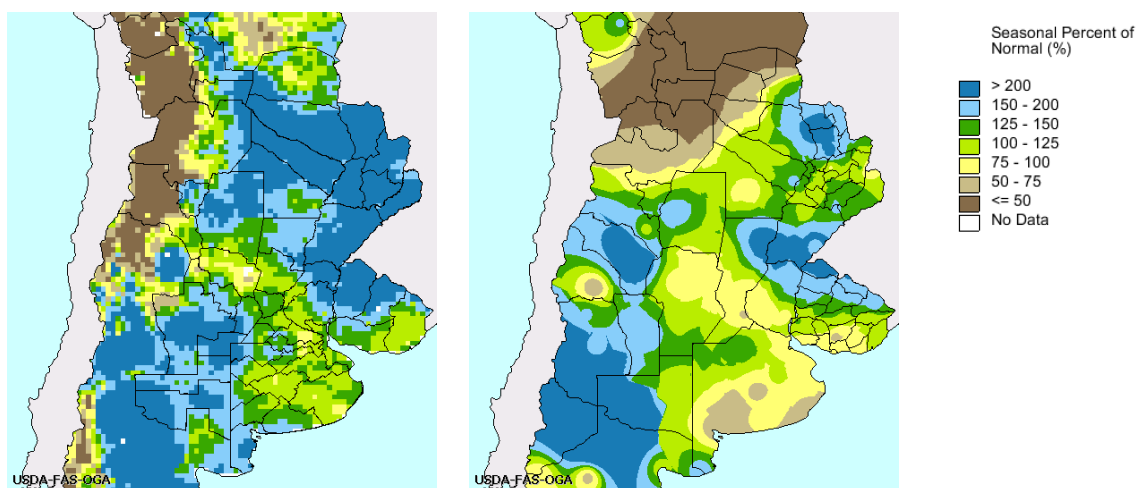 Seasonal Percent of
Normal (%)
> 200
150 - 200
125 - 150
100 - 125
75 - 100
50 - 75
<= 50
No Data
USDA-FAS-OGA
USDA-FAS-OGA